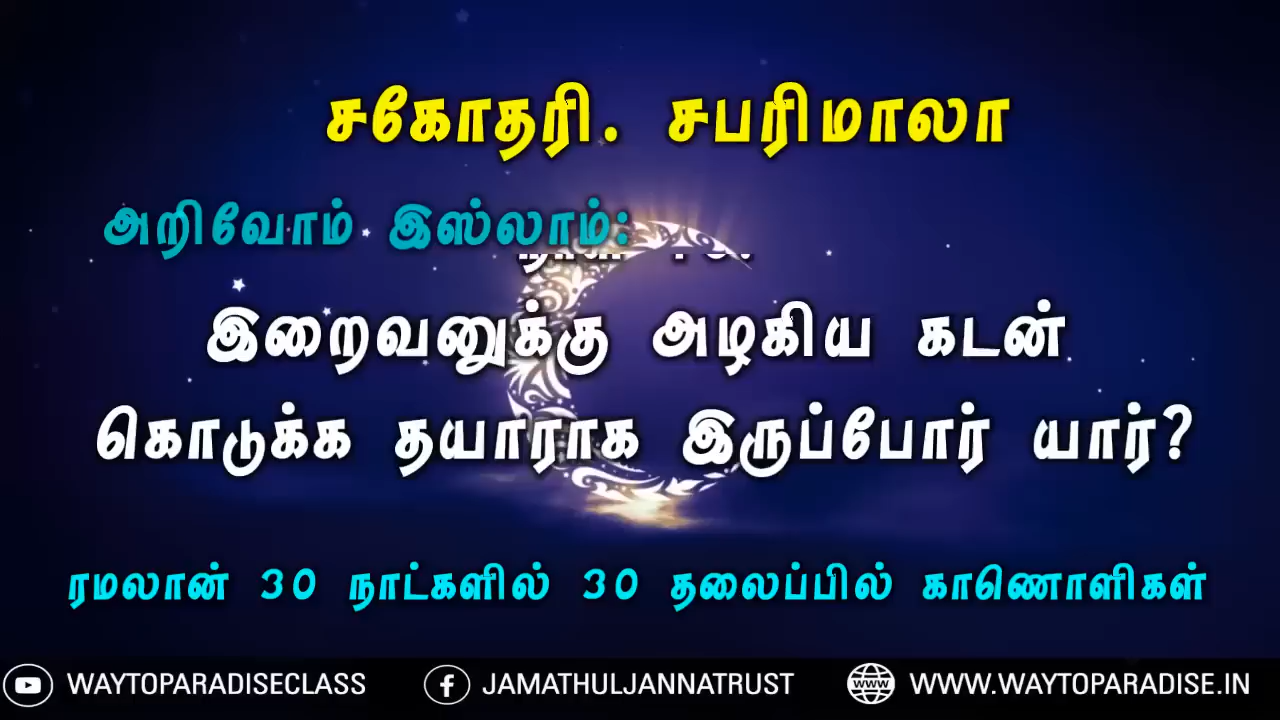 சகோதரி. சபரிமாலா
அறிவோம் இஸ்லாம்:
இறைவனுக்கு அழகிய கடன்
கொடுக்க தயாராக இருப்போர் யார்?
ரமலான் 30 நாட்களில் 30 தலைப்பில் காணொளிகள்
WAYTOPARADISECLASS
JAMATHULJANNATRUST
WWW.WAYTOPARADISE.IN